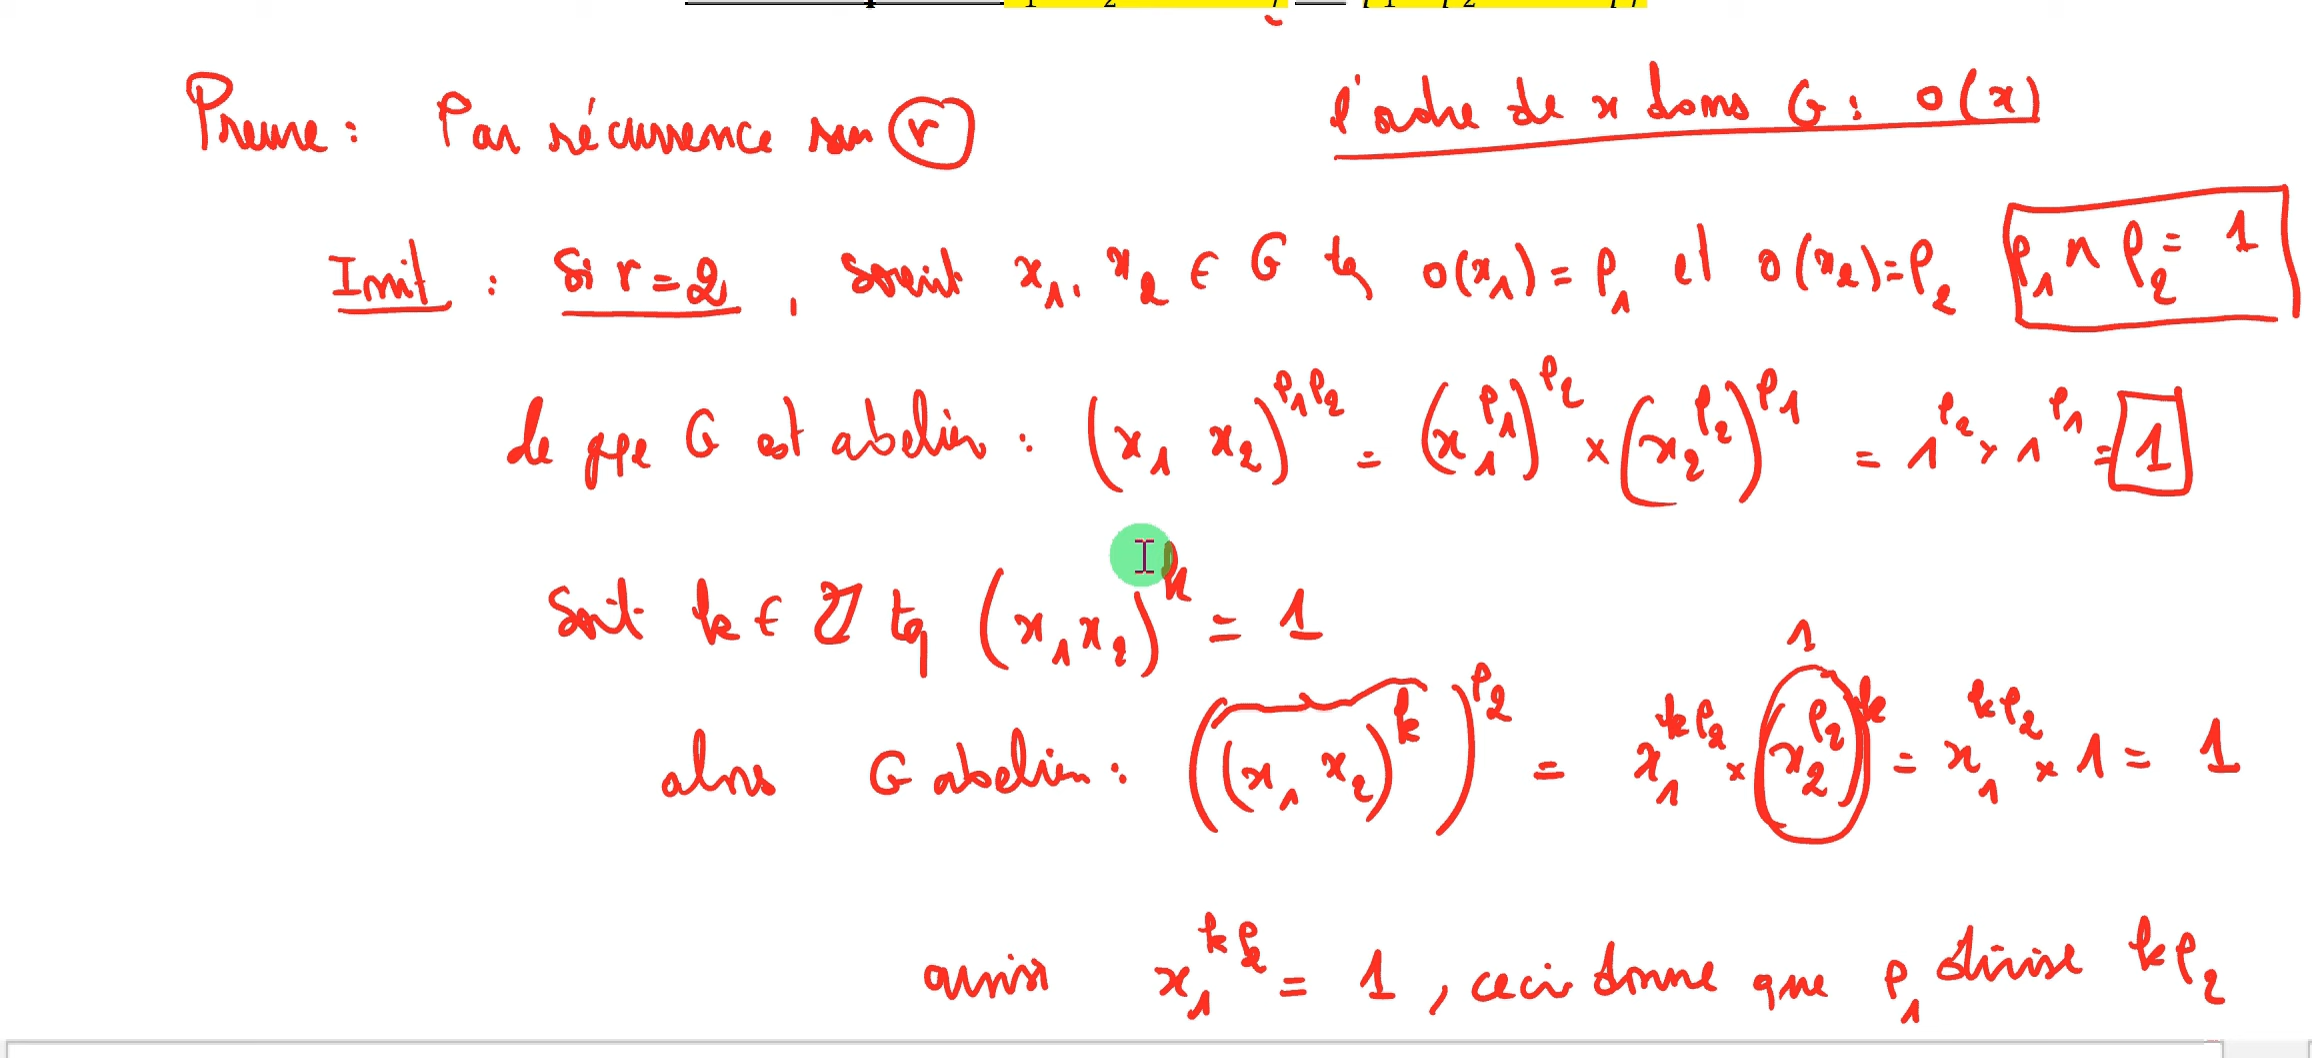 Preuve : Par récurrence sur r
l'ordre de x dans G : o(x)
Init : Si r = 2, soient x₁, x₂ ∈ G tq o(x₁) = p₁ et o(x₂) = p₂ p₁ ∧ p₂ = 1
le gpe G est abelien : (x₁ x₂)^{p₁p₂} = (x₁^{p₁})^{p₂} × (x₂^{p₂})^{p₁} = 1^{p₂} × 1^{p₁} = 1
Soit k ∈ ℤ tq (x₁x₂)^k = 1
1
alors G abelien : ((x₁ x₂)^k)^{p₂} = x₁^{kp₂} × (x₂^{p₂})^k = x₁^{kp₂} × 1 = 1
ainsi x₁^{kp₂} = 1, ceci donne que p₁ divise kp₂